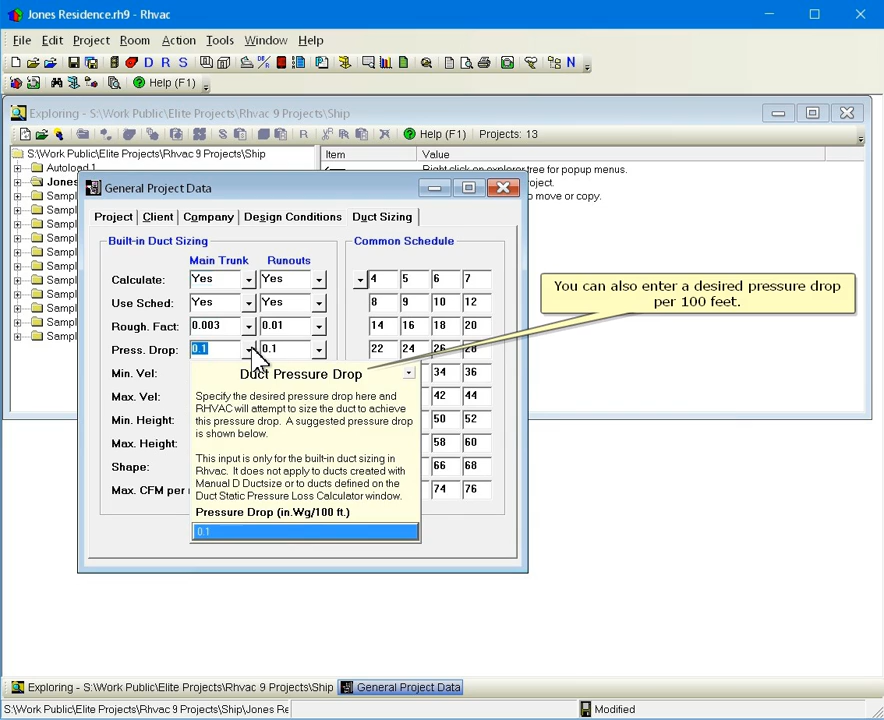 Jones Residence.rh9 - Rhvac
File Edit Project Room Action Tools Window Help
D R S N
Help (F1)
Exploring - S:\Work Public\Elite Projects\Rhvac 9 Projects\Ship
S R Help (F1) Projects: 13
S:\Work Public\Elite Projects\Rhvac 9 Projects\Ship Item Value
Autoload 1 Right click on explorer tree for popup menus.
Jones oject.
Sampl o move or copy.
Sampl
Sampl
Sampl
Sampl
Sampl
Sampl
Sampl
General Project Data
Project Client Company Design Conditions Duct Sizing
Built-in Duct Sizing Common Schedule
Main Trunk Runouts
Calculate: Yes Yes 4 5 6 7
Use Sched: Yes Yes 8 9 10 12
Rough. Fact: 0.003 0.01 14 16 18 20
Press. Drop: 0.1 0.1 22 24 26 28
Min. Vel: 34 36
Max. Vel: 42 44
Min. Height: 50 52
Max. Height: 58 60
Shape: 66 68
Max. CFM per r 74 76
Duct Pressure Drop
Specify the desired pressure drop here and
RHVAC will attempt to size the duct to achieve
this pressure drop. A suggested pressure drop
is shown below.
This input is only for the built-in duct sizing in
Rhvac. It does not apply to ducts created with
Manual D Ductsize or to ducts defined on the
Duct Static Pressure Loss Calculator window.
Pressure Drop (in.Wg/100 ft.)
0.1
You can also enter a desired pressure drop
per 100 feet.
Exploring - S:\Work Public\Elite Projects\Rhvac 9 Projects\Ship General Project Data
S:\Work Public\Elite Projects\Rhvac 9 Projects\Ship\Jones Re Modified